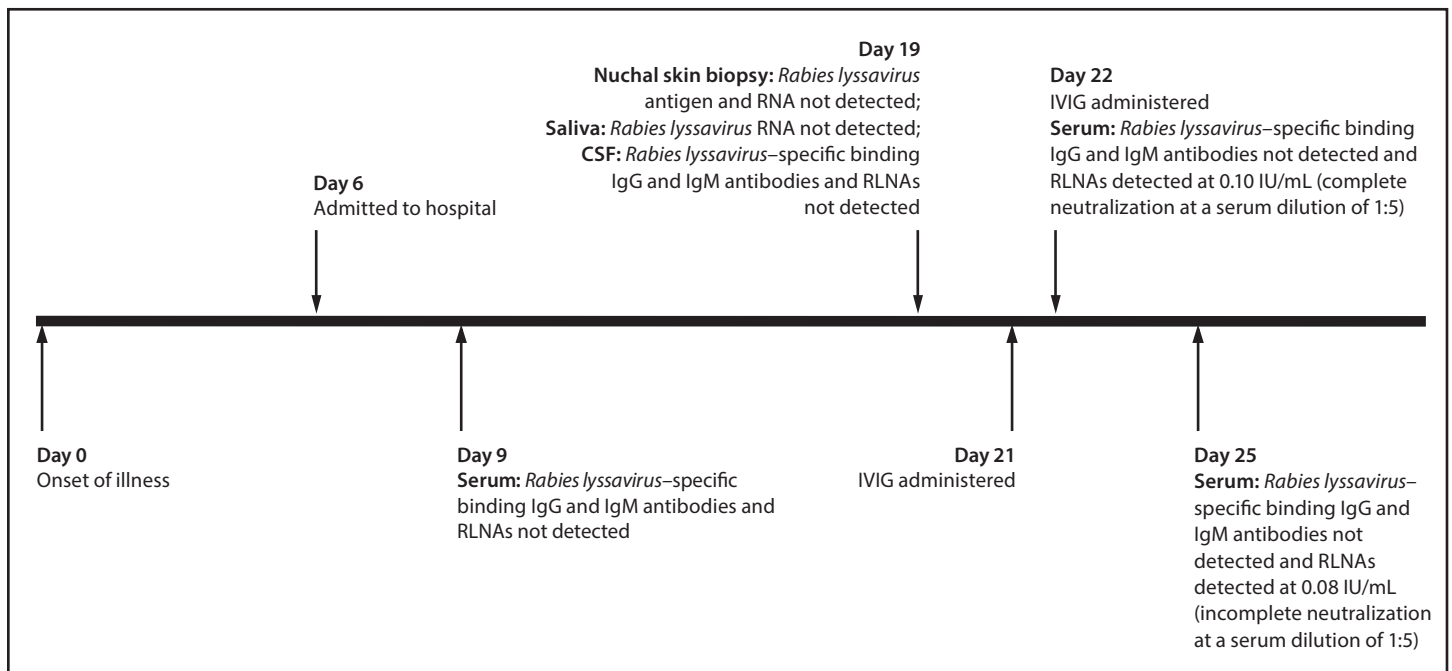 Day 19
Nuchal skin biopsy: Rabies lyssavirus
antigen and RNA not detected;
Saliva: Rabies lyssavirus RNA not detected;
CSF: Rabies lyssavirus–specific binding
IgG and IgM antibodies and RLNAs
not detected
Day 22
IVIG administered
Serum: Rabies lyssavirus–specific binding
IgG and IgM antibodies not detected and
RLNAs detected at 0.10 IU/mL (complete
neutralization at a serum dilution of 1:5)
Day 6
Admitted to hospital
Day 0
Onset of illness
Day 9
Serum: Rabies lyssavirus–specific
binding IgG and IgM antibodies and
RLNAs not detected
Day 21
IVIG administered
Day 25
Serum: Rabies lyssavirus–
specific binding IgG and
IgM antibodies not
detected and RLNAs
detected at 0.08 IU/mL
(incomplete neutralization
at a serum dilution of 1:5)